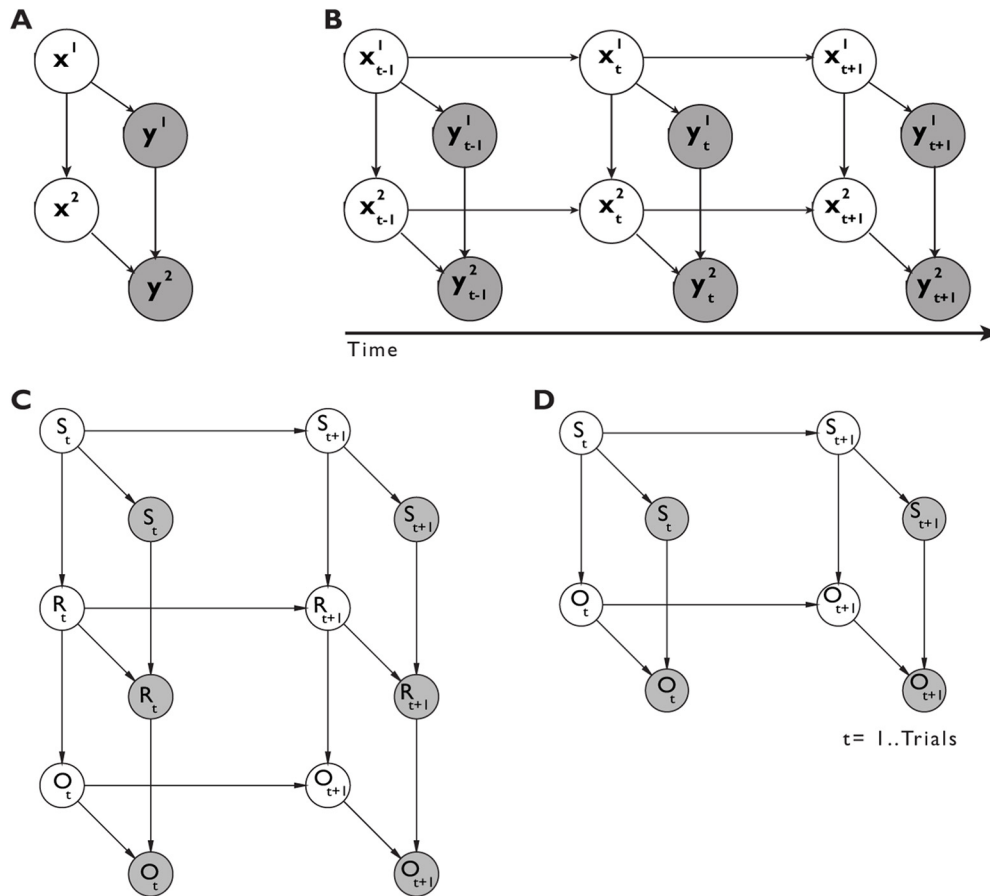 A
x¹
y¹
x²
y²
B
x¹ₜ₋₁
x¹ₜ
x¹ₜ₊₁
y¹ₜ₋₁
y¹ₜ
y¹ₜ₊₁
x²ₜ₋₁
x²ₜ
x²ₜ₊₁
y²ₜ₋₁
y²ₜ
y²ₜ₊₁
Time
C
Sₜ
Sₜ₊₁
Sₜ
Sₜ₊₁
Rₜ
Rₜ₊₁
Rₜ
Rₜ₊₁
Oₜ
Oₜ₊₁
Oₜ
Oₜ₊₁
D
Sₜ
Sₜ₊₁
Sₜ
Sₜ₊₁
Oₜ
Oₜ₊₁
Oₜ
Oₜ₊₁
t= 1..Trials